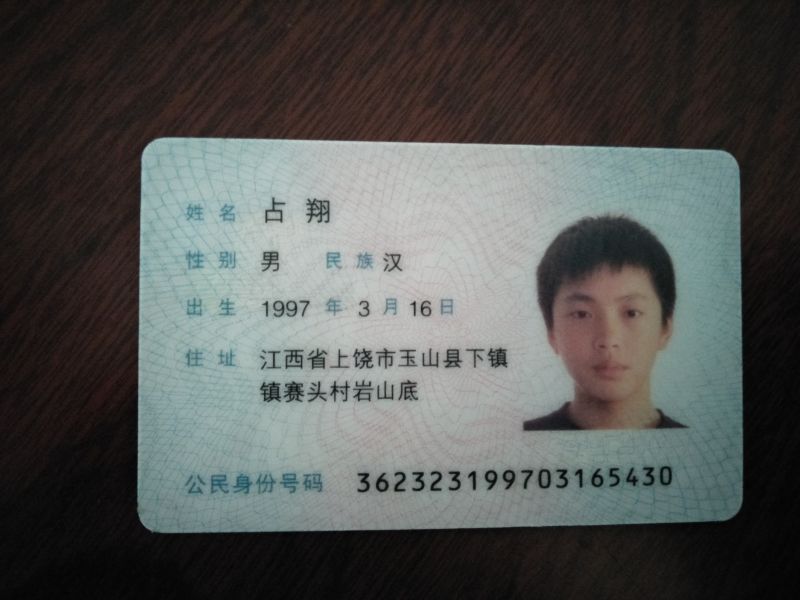 姓名 占翔
性别 男 民族 汉
出生 1997 年 3 月 16 日
住址 江西省上饶市玉山县下镇
镇赛头村岩山底
公民身份号码 362323199703165430